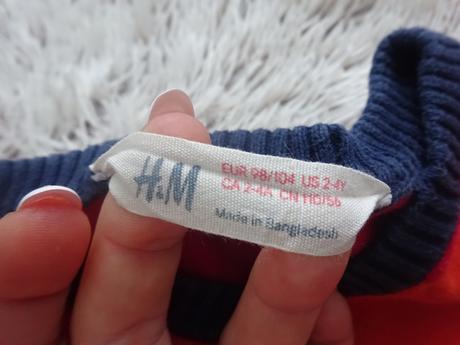 H&M
EUR 98/104 US 2-4Y
CA 2-4A CN 110/56
Made in Bangladesh